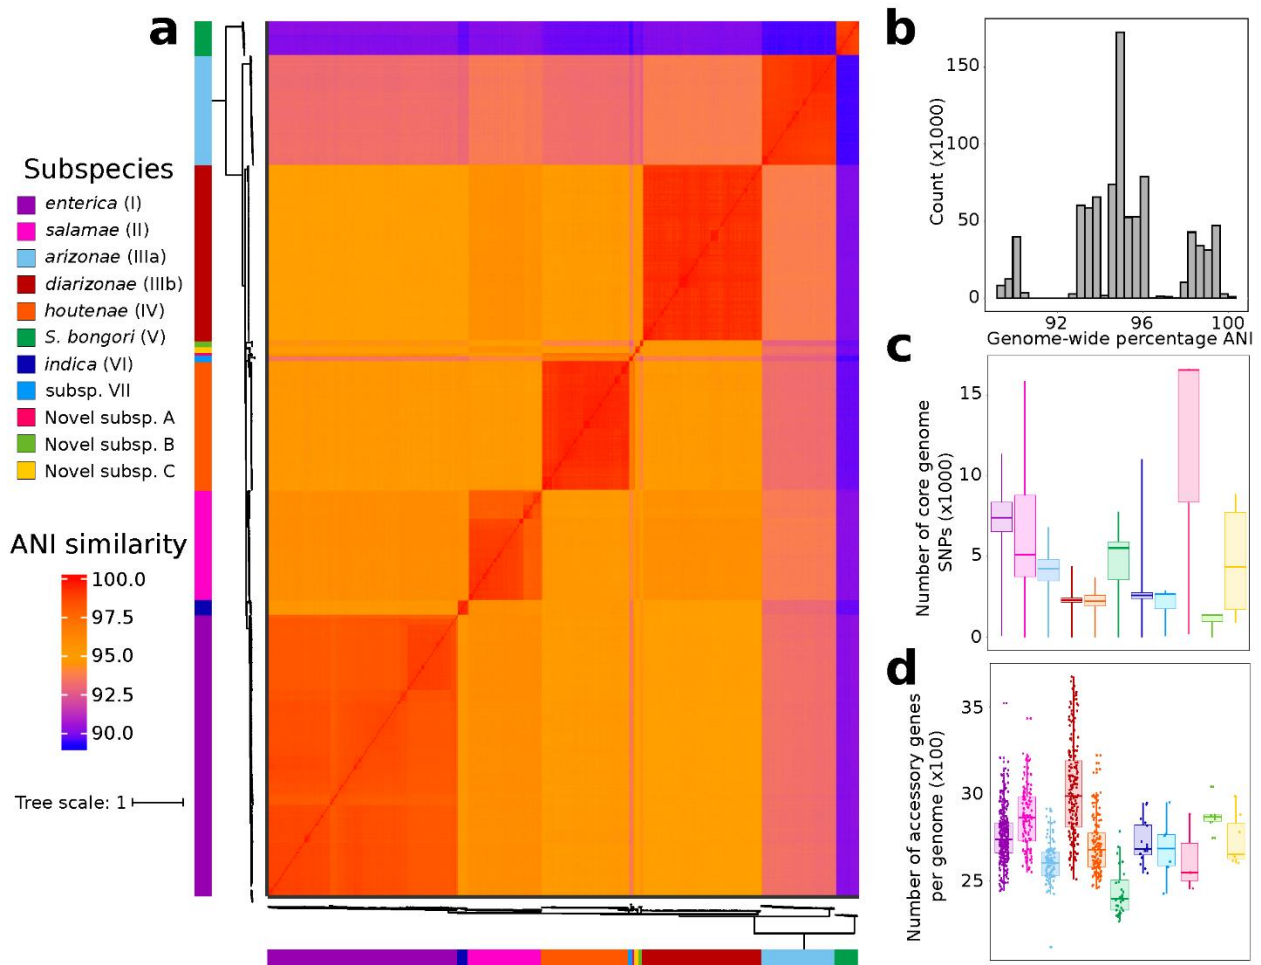 a
Subspecies
enterica (I)
salamae (II)
arizonae (IIIa)
diarizonae (IIIb)
houtenae (IV)
S. bongori (V)
indica (VI)
subsp. VII
Novel subsp. A
Novel subsp. B
Novel subsp. C
ANI similarity
100.0
97.5
95.0
92.5
90.0
Tree scale: 1
b
Count (x1000)
150
100
50
0
92 96 100
Genome-wide percentage ANI
c
Number of core genome
SNPs (x1000)
15
10
5
0
d
Number of accessory genes
per genome (x100)
35
30
25